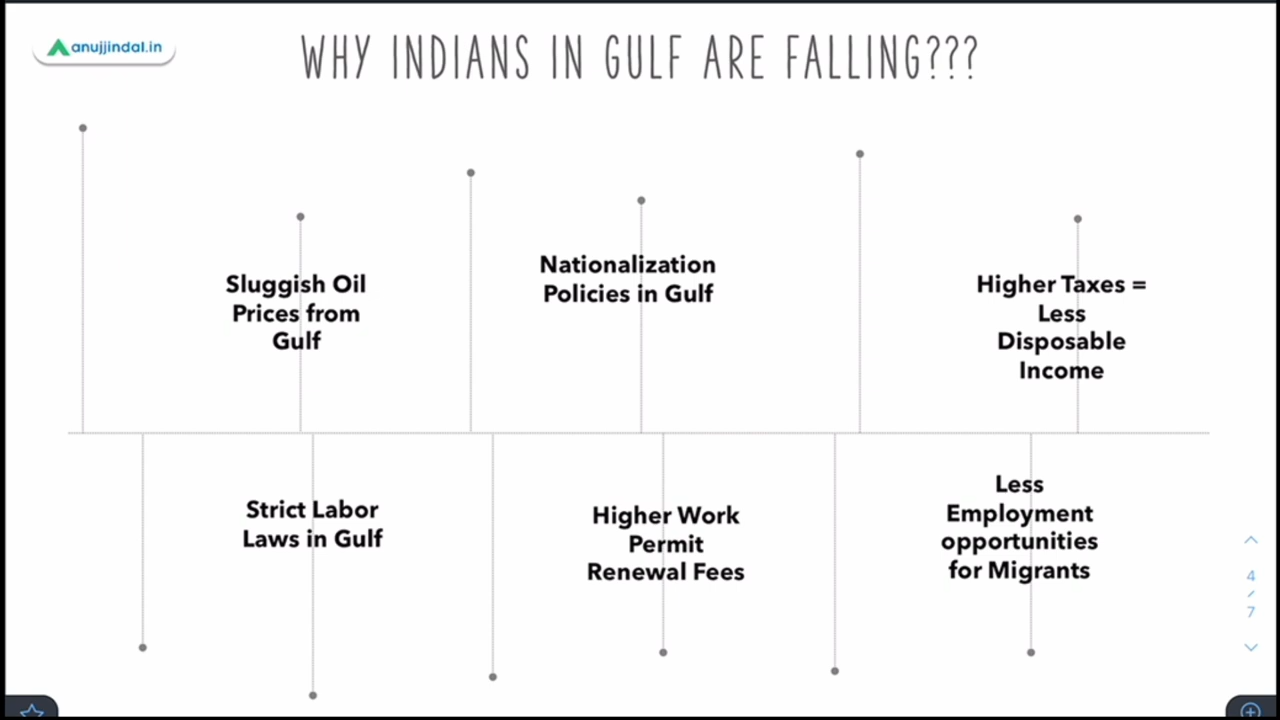 anujjindal.in
WHY INDIANS IN GULF ARE FALLING???
Sluggish Oil
Prices from
Gulf
Nationalization
Policies in Gulf
Higher Taxes =
Less
Disposable
Income
Strict Labor
Laws in Gulf
Higher Work
Permit
Renewal Fees
Less
Employment
opportunities
for Migrants
4
/
7